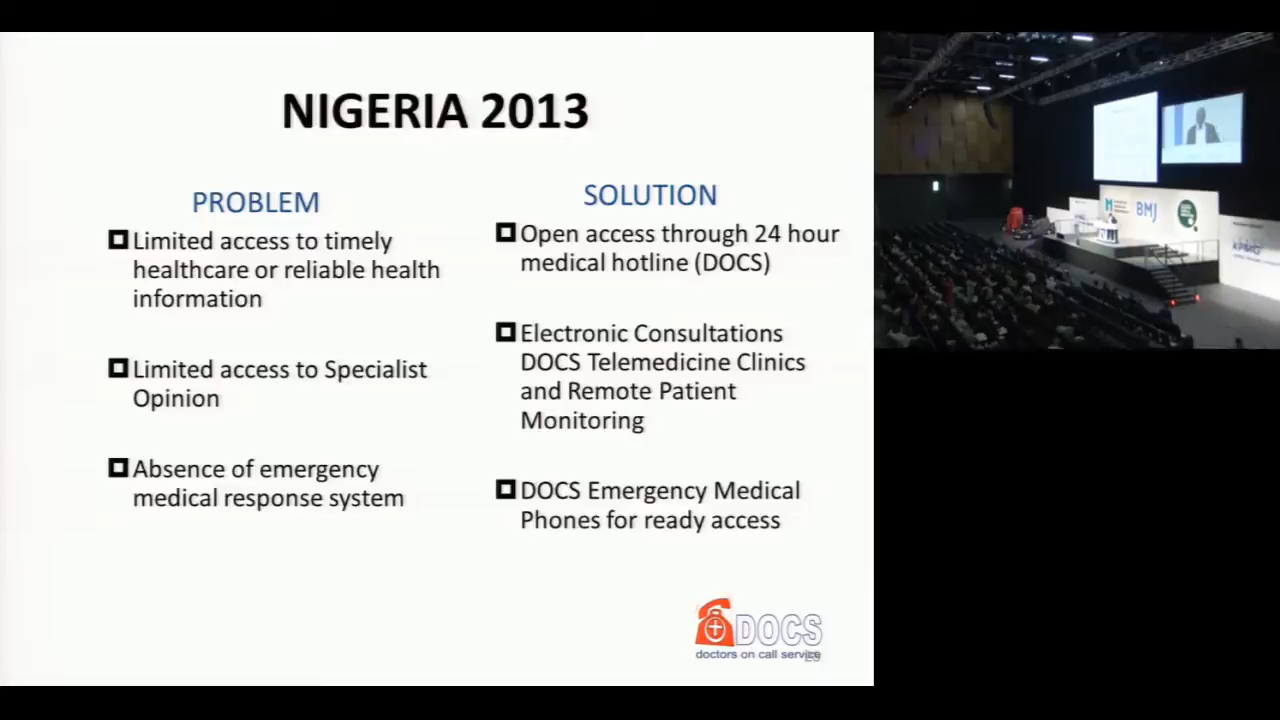 NIGERIA 2013
PROBLEM
Limited access to timely
healthcare or reliable health
information
Limited access to Specialist
Opinion
Absence of emergency
medical response system
SOLUTION
Open access through 24 hour
medical hotline (DOCS)
Electronic Consultations
DOCS Telemedicine Clinics
and Remote Patient
Monitoring
DOCS Emergency Medical
Phones for ready access
DOCS
doctors on call service
23
BMJ
KPMG